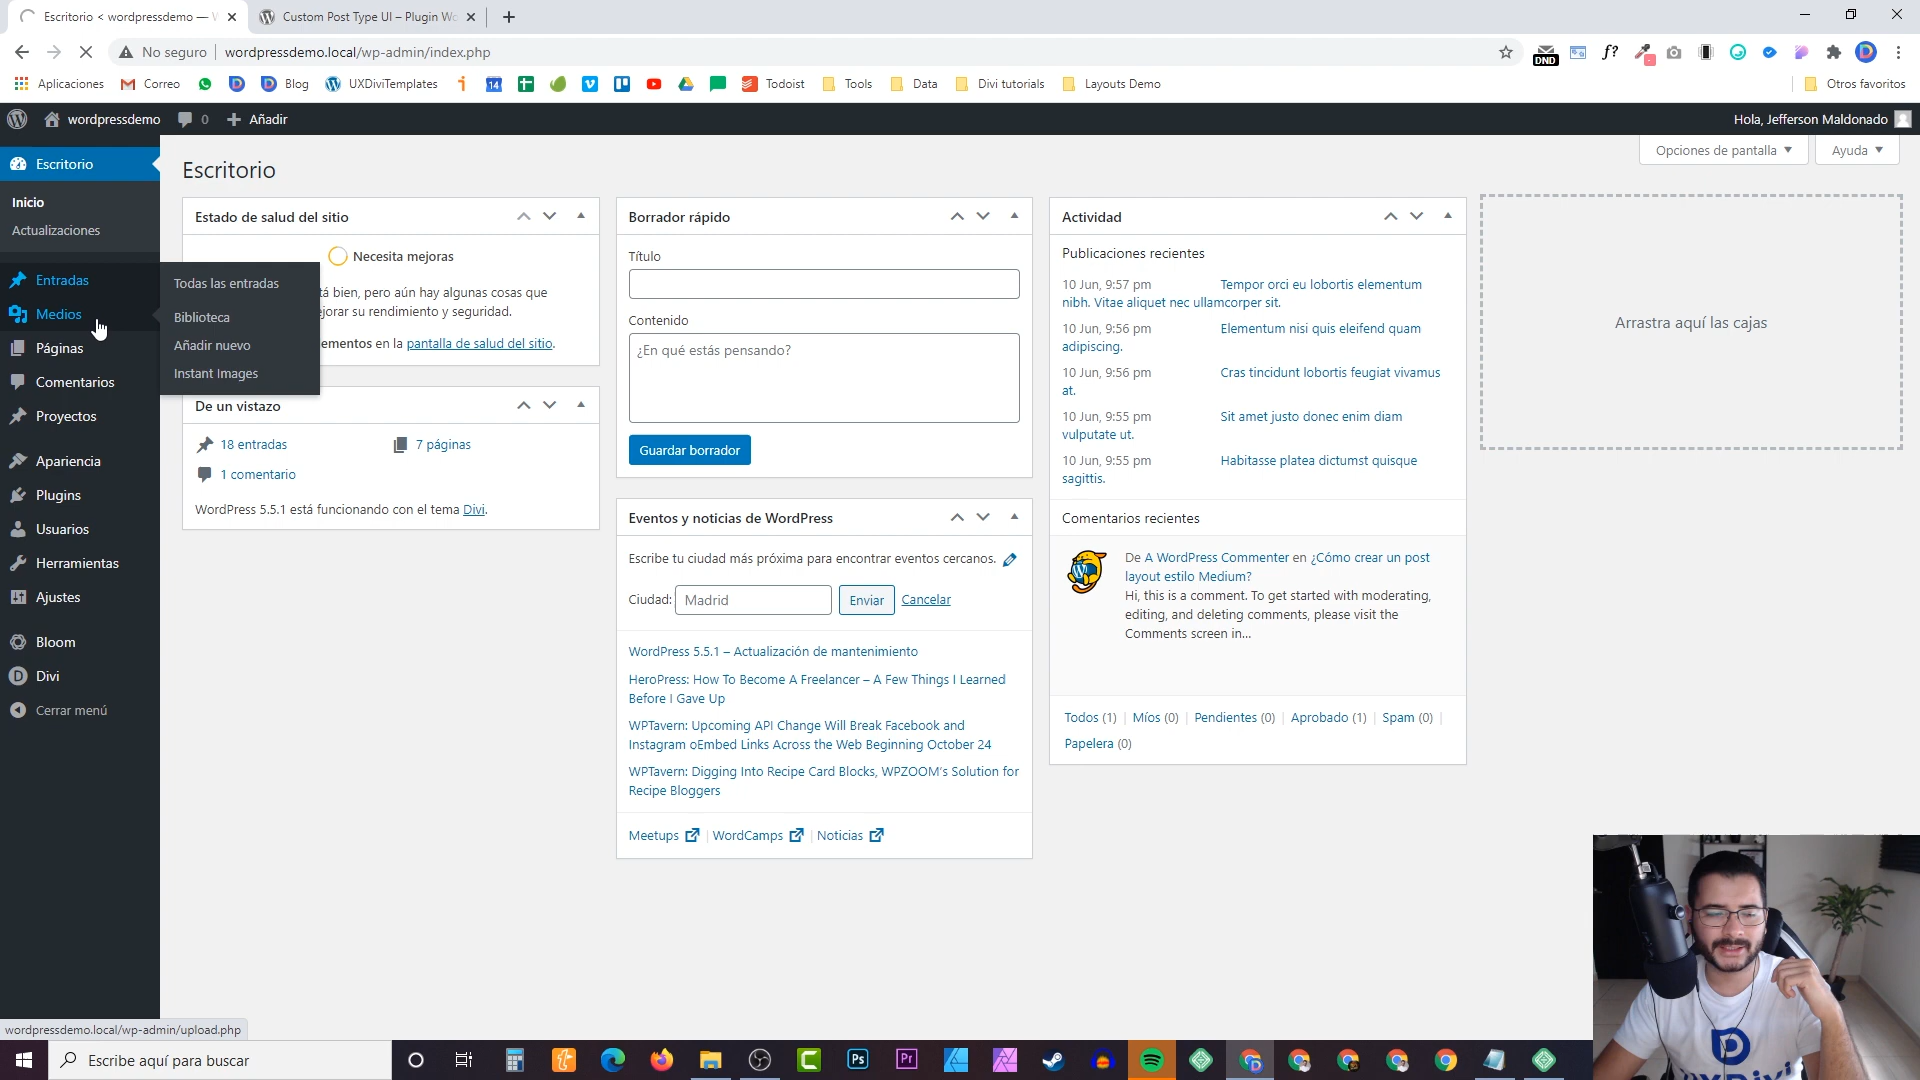 Escritorio < wordpressdemo — W
Custom Post Type UI – Plugin Wo
No seguro
wordpressdemo.local/wp-admin/index.php
DND
Aplicaciones
Correo
Blog
UXDiviTemplates
Todoist
Tools
Data
Divi tutorials
Layouts Demo
Otros favoritos
wordpressdemo
0
Añadir
Hola, Jefferson Maldonado
Escritorio
Inicio
Actualizaciones
Entradas
Medios
Páginas
Comentarios
Proyectos
Apariencia
Plugins
Usuarios
Herramientas
Ajustes
Bloom
Divi
Cerrar menú
Todas las entradas
Biblioteca
Añadir nuevo
Instant Images
Opciones de pantalla
Ayuda
Escritorio
Estado de salud del sitio
Necesita mejoras
tá bien, pero aún hay algunas cosas que
ejorar su rendimiento y seguridad.
ementos en la pantalla de salud del sitio.
De un vistazo
18 entradas
7 páginas
1 comentario
WordPress 5.5.1 está funcionando con el tema Divi.
Borrador rápido
Título
Contenido
¿En qué estás pensando?
Guardar borrador
Eventos y noticias de WordPress
Escribe tu ciudad más próxima para encontrar eventos cercanos.
Ciudad: Madrid Enviar Cancelar
WordPress 5.5.1 – Actualización de mantenimiento
HeroPress: How To Become A Freelancer – A Few Things I Learned
Before I Gave Up
WPTavern: Upcoming API Change Will Break Facebook and
Instagram oEmbed Links Across the Web Beginning October 24
WPTavern: Digging Into Recipe Card Blocks, WPZOOM's Solution for
Recipe Bloggers
Meetups | WordCamps | Noticias
Actividad
Publicaciones recientes
10 Jun, 9:57 pm Tempor orci eu lobortis elementum
nibh. Vitae aliquet nec ullamcorper sit.
10 Jun, 9:56 pm Elementum nisi quis eleifend quam
adipiscing.
10 Jun, 9:56 pm Cras tincidunt lobortis feugiat vivamus
at.
10 Jun, 9:55 pm Sit amet justo donec enim diam
vulputate ut.
10 Jun, 9:55 pm Habitasse platea dictumst quisque
sagittis.
Comentarios recientes
De A WordPress Commenter en ¿Cómo crear un post
layout estilo Medium?
Hi, this is a comment. To get started with moderating,
editing, and deleting comments, please visit the
Comments screen in...
Todos (1) | Míos (0) | Pendientes (0) | Aprobado (1) | Spam (0) |
Papelera (0)
Arrastra aquí las cajas
wordpressdemo.local/wp-admin/upload.php
Escribe aquí para buscar
Ps
Pr